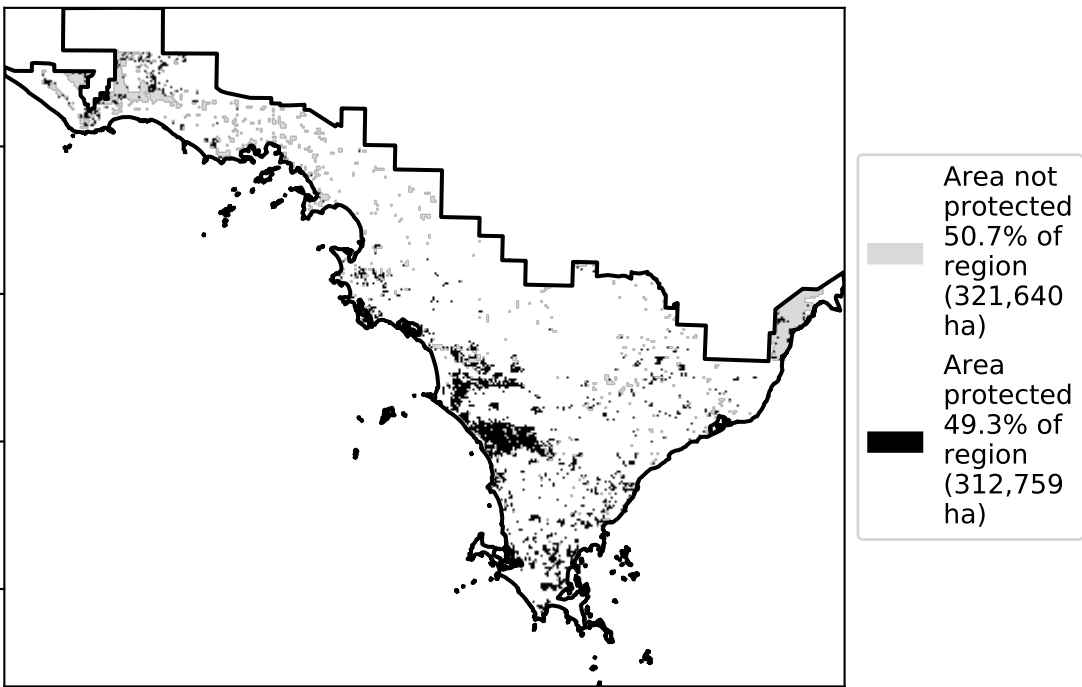 Area not
protected
50.7% of
region
(321,640
ha)
Area
protected
49.3% of
region
(312,759
ha)